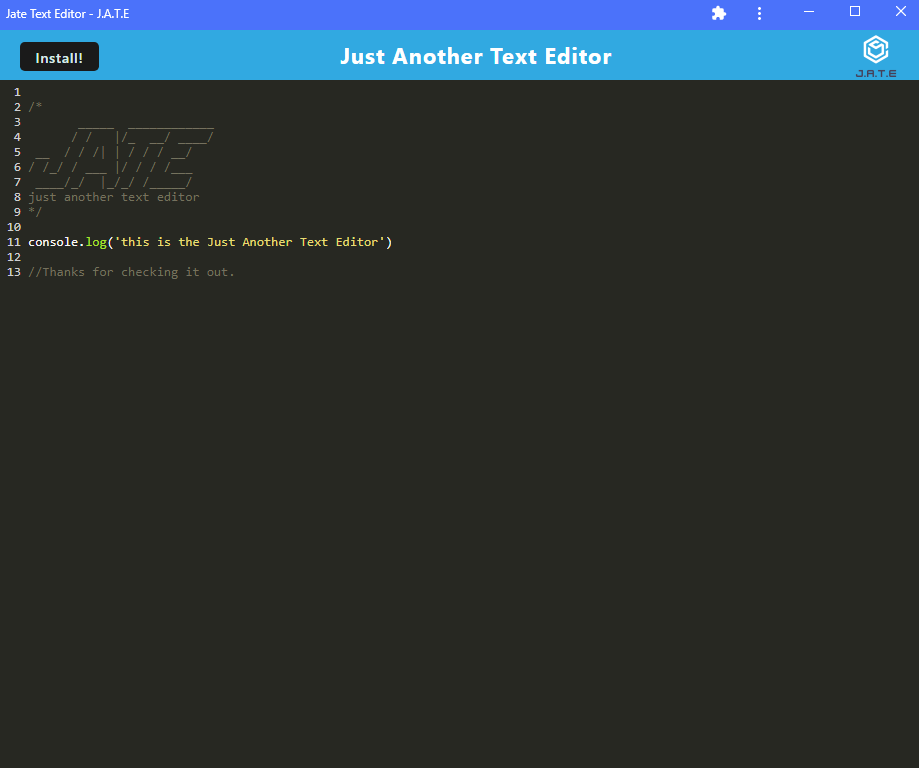 Jate Text Editor - J.A.T.E
Install!
Just Another Text Editor
J.A.T.E
1
2 /*
3        _____  ____________
4       / /   |/_  __/ ____/
5  __  / / /| | / / / __/
6 / /_/ / ___ |/ / / /___
7  ____/_/  |_/_/ /_____/
8 just another text editor
9 */
10
11 console.log('this is the Just Another Text Editor')
12
13 //Thanks for checking it out.